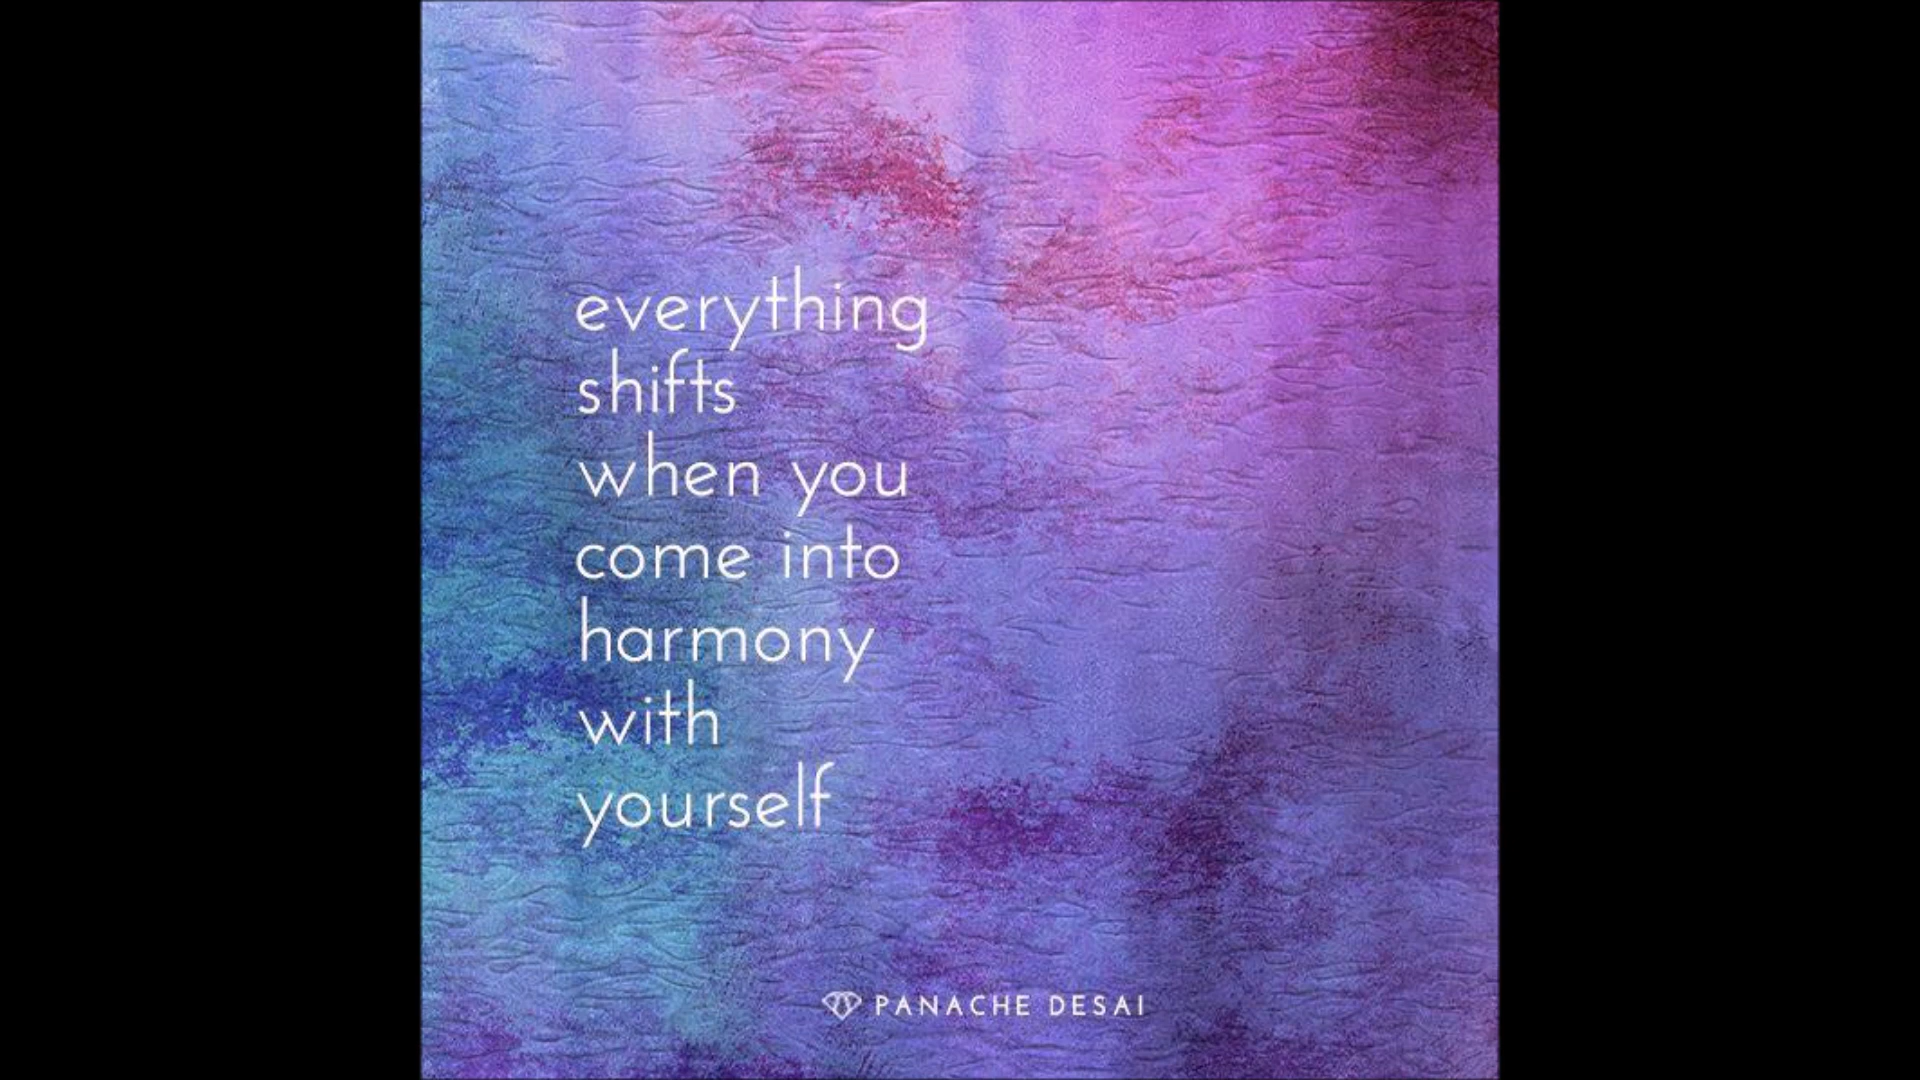 everything
shifts
when you
come into
harmony
with
yourself
PANACHE DESAI